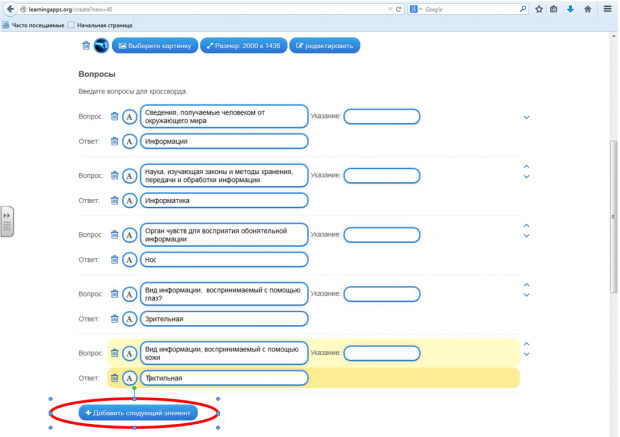 learningapps.org/create?new=40
Google
Часто посещаемые Начальная страница
Выберите картинку Размер: 2000 x 1436 редактировать
Вопросы
Введите вопросы для кроссворда
Вопрос: A Сведения, получаемые человеком от окружающего мира Указание:
Ответ: A Информация
Вопрос: A Наука, изучающая законы и методы хранения, передачи и обработки информации. Указание:
Ответ: A Информатика
Вопрос: A Орган чувств для восприятия обонятельной информации Указание:
Ответ: A Нос
Вопрос: A Вид информации, воспринимаемый с помощью глаз? Указание:
Ответ: A Зрительная
Вопрос: A Вид информации, воспринимаемый с помощью кожи Указание:
Ответ: A Тактильная
+ Добавить следующий элемент